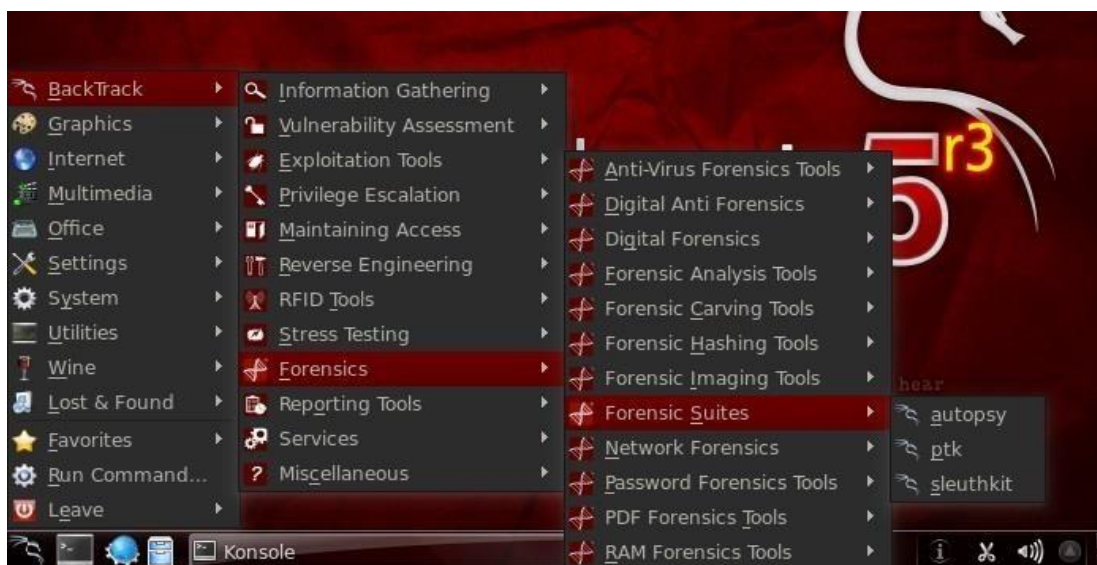 BackTrack
Graphics
Internet
Multimedia
Office
Settings
System
Utilities
Wine
Lost & Found
Favorites
Run Command...
Leave
Information Gathering
Vulnerability Assessment
Exploitation Tools
Privilege Escalation
Maintaining Access
Reverse Engineering
RFID Tools
Stress Testing
Forensics
Reporting Tools
Services
Miscellaneous
Anti-Virus Forensics Tools
Digital Anti Forensics
Digital Forensics
Forensic Analysis Tools
Forensic Carving Tools
Forensic Hashing Tools
Forensic Imaging Tools
Forensic Suites
Network Forensics
Password Forensics Tools
PDF Forensics Tools
RAM Forensics Tools
autopsy
ptk
sleuthkit
5 r3
hear
Konsole